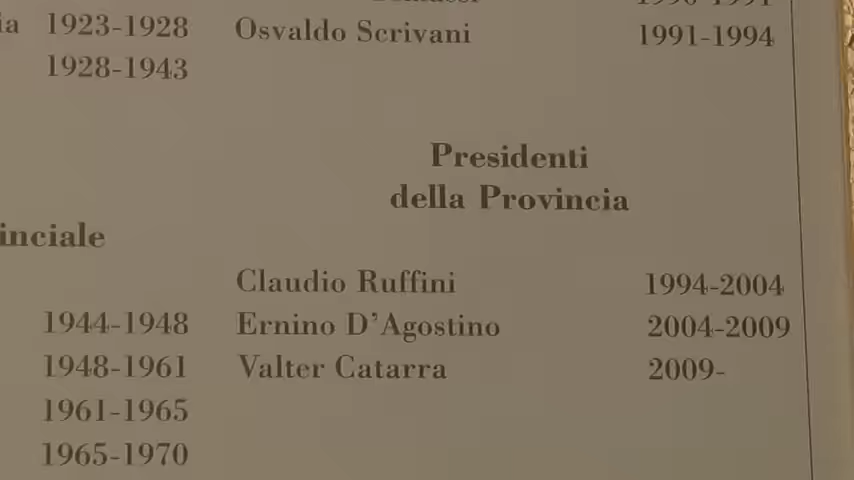 1923-1928
1928-1943
inciale
1944-1948
1948-1961
1961-1965
1965-1970
Osvaldo Scrivani 1991-1994
Presidenti
della Provincia
Claudio Ruffini 1994-2004
Ernino D'Agostino 2004-2009
Valter Catarra 2009-